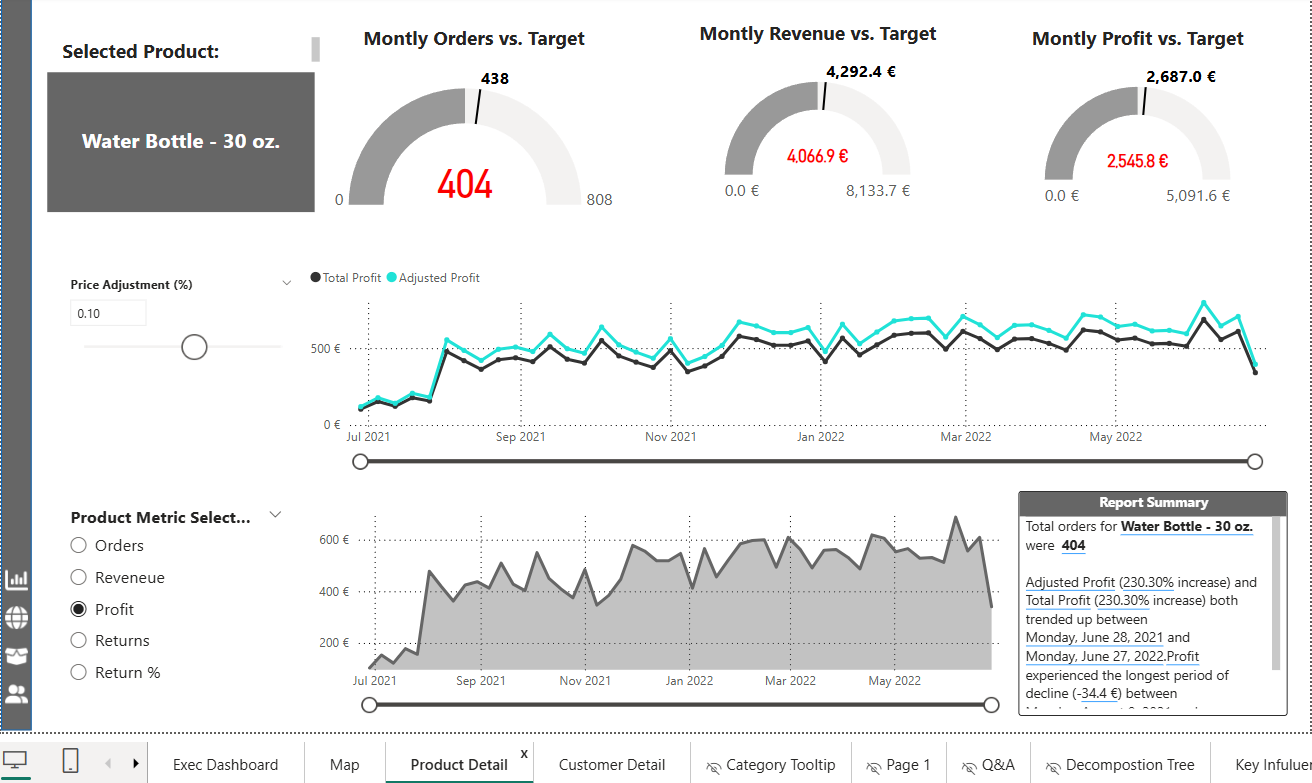 Selected Product:
Water Bottle - 30 oz.
Montly Orders vs. Target
438
404
0
808
Montly Revenue vs. Target
4,292.4 €
4,066.9 €
0.0 €
8,133.7 €
Montly Profit vs. Target
2,687.0 €
2,545.8 €
0.0 €
5,091.6 €
Price Adjustment (%)
0.10
Total Profit Adjusted Profit
500 €
0 €
Jul 2021 Sep 2021 Nov 2021 Jan 2022 Mar 2022 May 2022
Product Metric Select...
Orders
Reveneue
Profit
Returns
Return %
600 €
400 €
200 €
Jul 2021 Sep 2021 Nov 2021 Jan 2022 Mar 2022 May 2022
Repport Summary
Total orders for Water Bottle - 30 oz.
were 404
Adjusted Profit (230.30% increase) and
Total Profit (230.30% increase) both
trended up between
Monday, June 28, 2021 and
Monday, June 27, 2022.Profit
experienced the longest period of
decline (-34.4 €) between
Exec Dashboard Map Product Detail x Customer Detail Category Tooltip Page 1 Q&A Decompostion Tree Key Infuluer